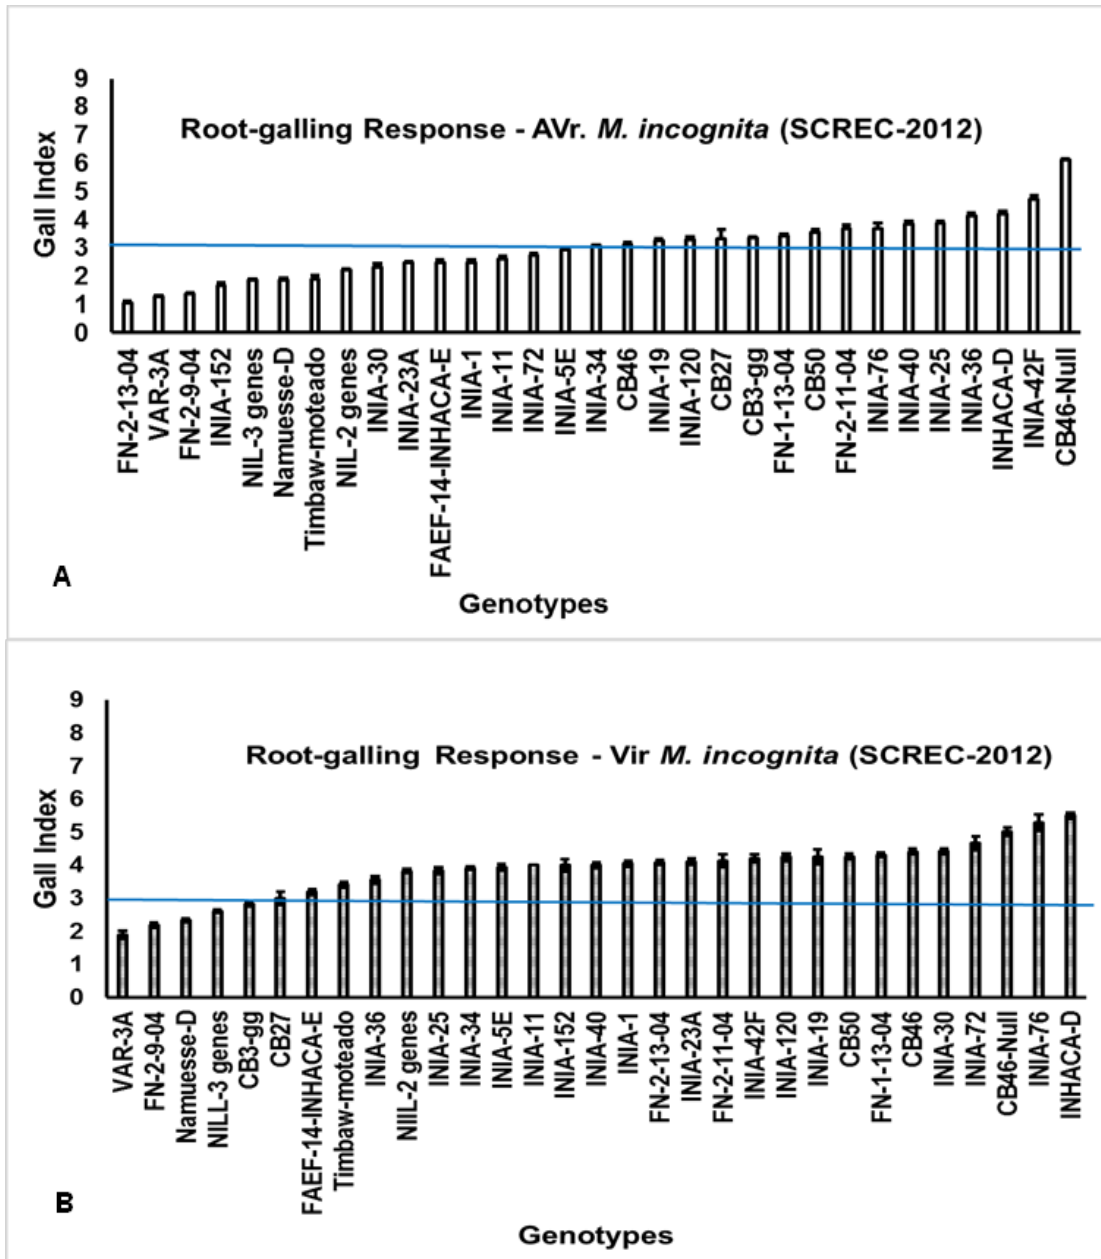 9
8
7
6
5
4
3
2
1
0
Gall Index
Root-galling Response - AVr. M. incognita (SCREC-2012)
FN-2-13-04
VAR-3A
FN-2-9-04
INIA-152
NIL-3 genes
Namuesse-D
Timbaw-moteado
NIL-2 genes
INIA-30
INIA-23A
FAEF-14-INHACA-E
INIA-1
INIA-11
INIA-72
INIA-5E
INIA-34
CB46
INIA-19
INIA-120
CB27
CB3-gg
FN-1-13-04
CB50
FN-2-11-04
INIA-76
INIA-40
INIA-25
INIA-36
INHACA-D
INIA-42F
CB46-Null
A
Genotypes
9
8
7
6
5
4
3
2
1
0
Gall Index
Root-galling Response - Vir M. incognita (SCREC-2012)
VAR-3A
FN-2-9-04
Namuesse-D
NILL-3 genes
CB3-gg
CB27
FAEF-14-INHACA-E
Timbaw-moteado
INIA-36
NIIL-2 genes
INIA-25
INIA-34
INIA-5E
INIA-11
INIA-152
INIA-40
INIA-1
FN-2-13-04
INIA-23A
FN-2-11-04
INIA-42F
INIA-120
INIA-19
CB50
FN-1-13-04
CB46
INIA-30
INIA-72
CB46-Null
INIA-76
INHACA-D
B
Genotypes